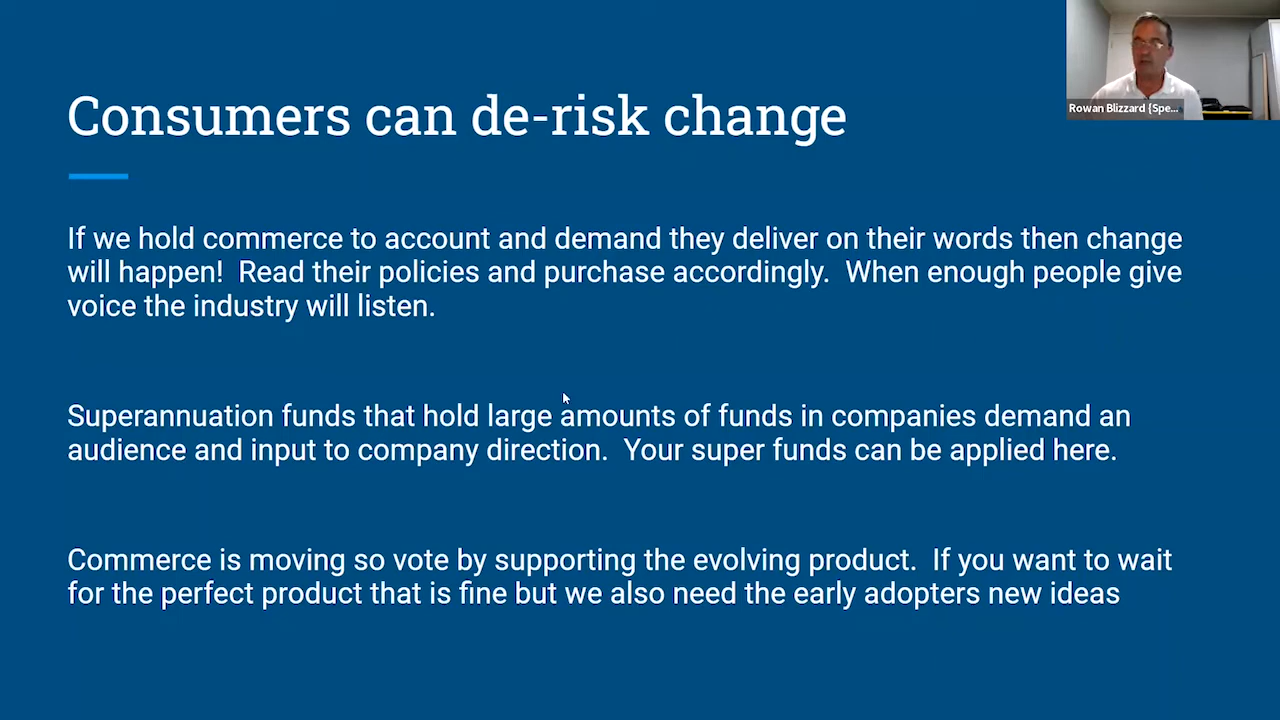 Rowan Blizzard (Spe...
Consumers can de-risk change
If we hold commerce to account and demand they deliver on their words then change
will happen!  Read their policies and purchase accordingly.  When enough people give
voice the industry will listen.
Superannuation funds that hold large amounts of funds in companies demand an
audience and input to company direction.  Your super funds can be applied here.
Commerce is moving so vote by supporting the evolving product.  If you want to wait
for the perfect product that is fine but we also need the early adopters new ideas